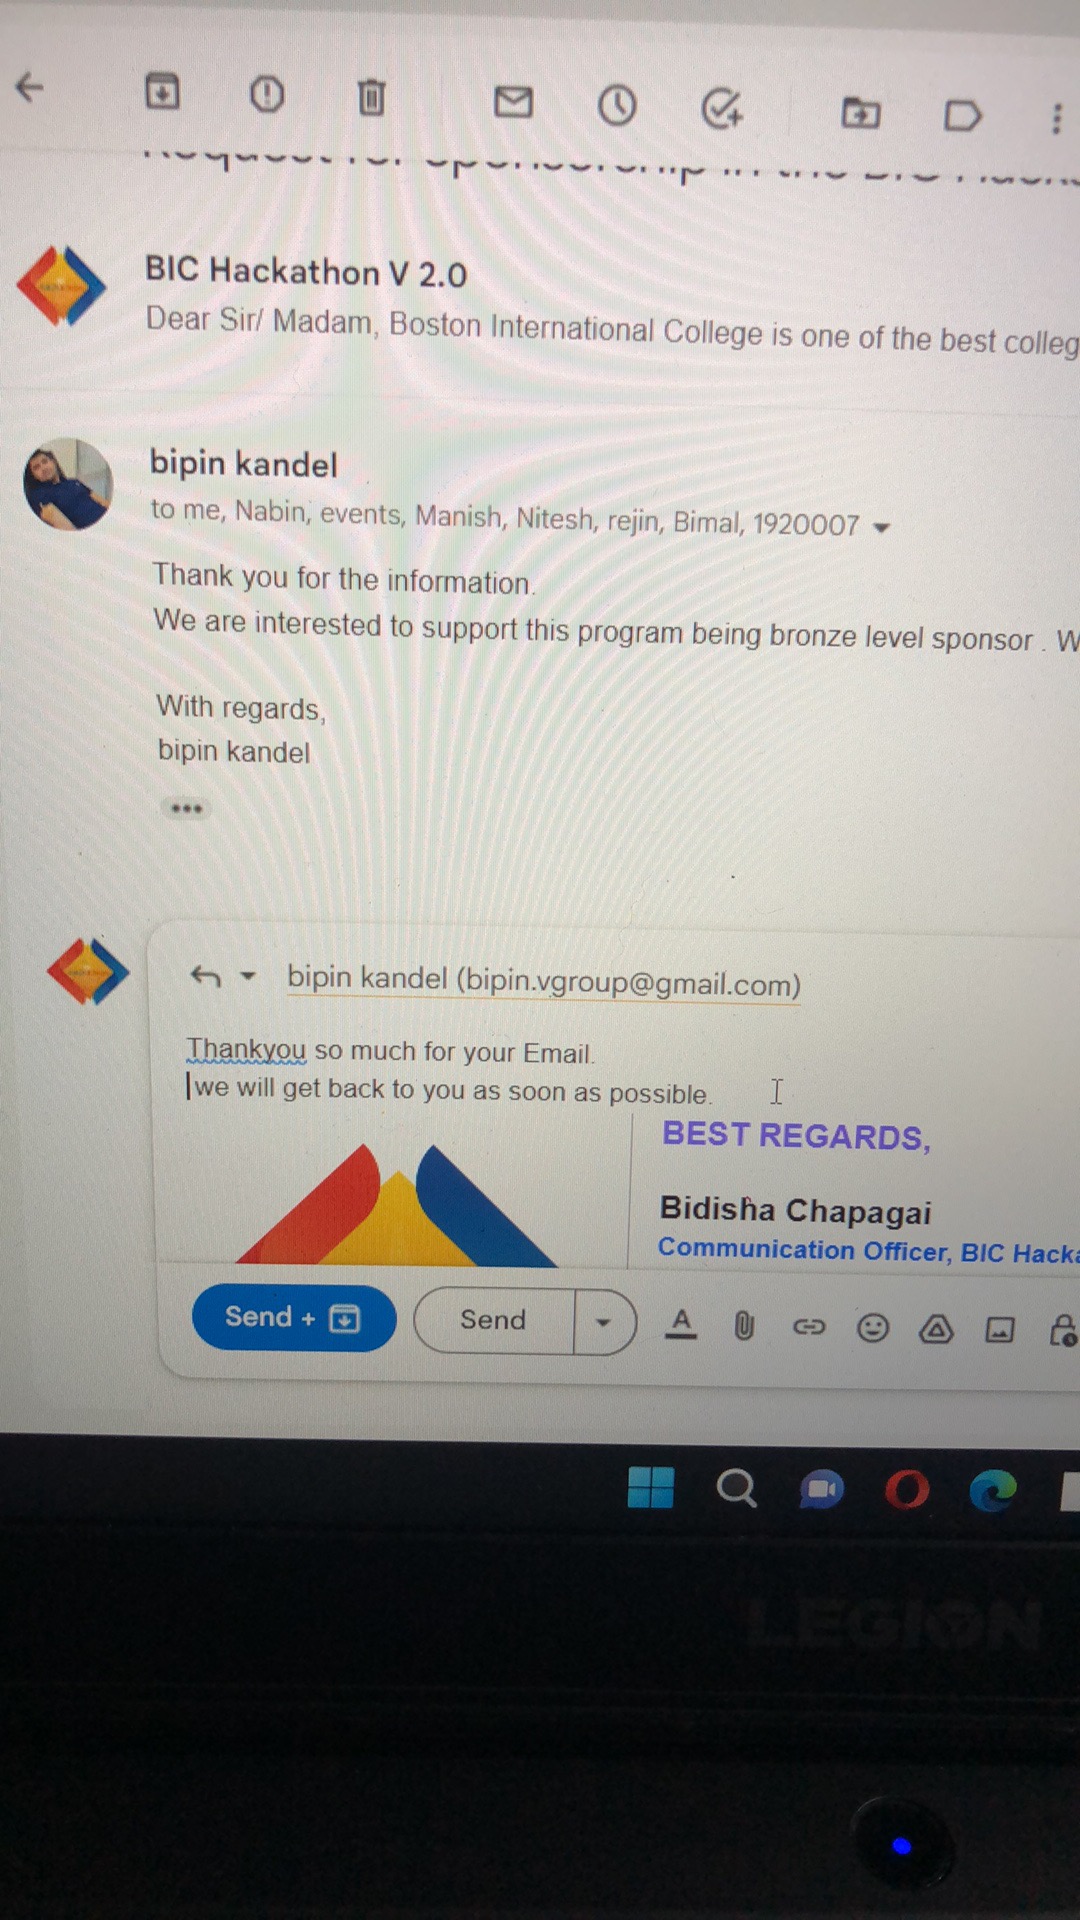 BIC Hackathon V 2.0
Dear Sir/ Madam, Boston International College is one of the best colleg
bipin kandel
to me, Nabin, events, Manish, Nitesh, rejin, Bimal, 1920007
Thank you for the information.
We are interested to support this program being bronze level sponsor . W
With regards,
bipin kandel
bipin kandel (bipin.vgroup@gmail.com)
Thankyou so much for your Email.
we will get back to you as soon as possible.
BEST REGARDS,
Bidisha Chapagai
Communication Officer, BIC Hacka
Send +
Send
LEGION